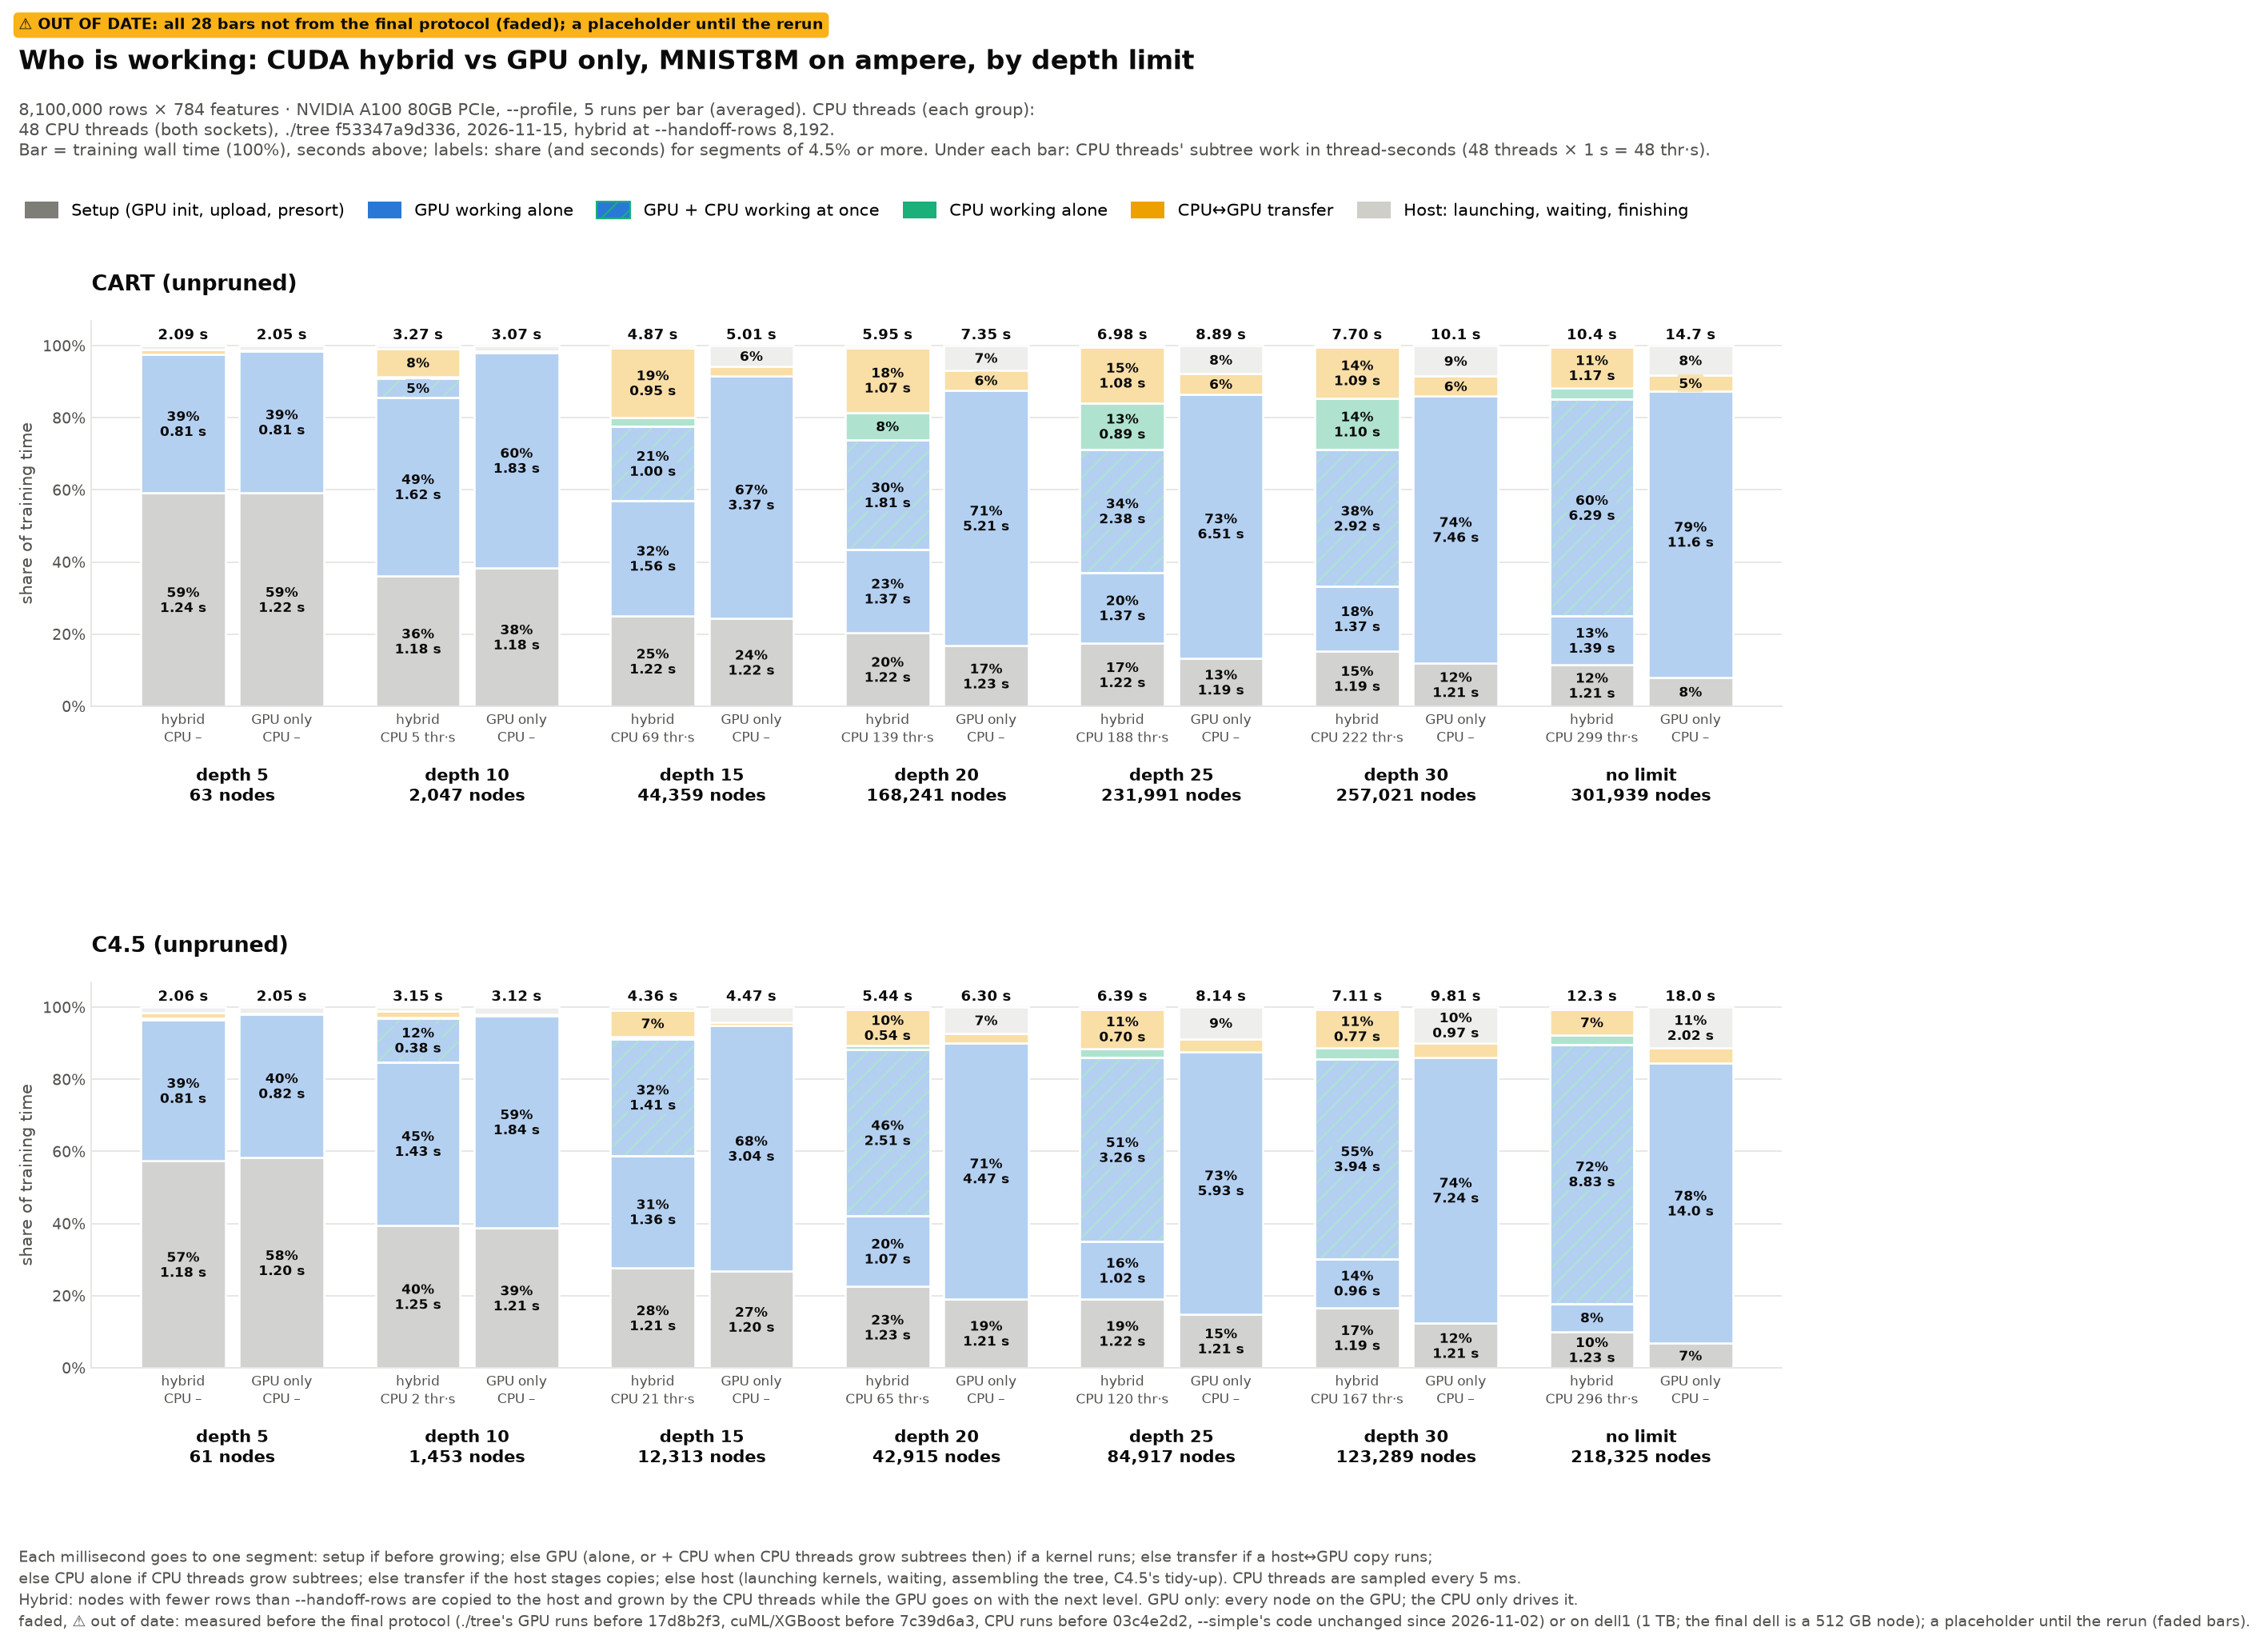 ⚠ OUT OF DATE: all 28 bars not from the final protocol (faded); a placeholder until the rerun
Who is working: CUDA hybrid vs GPU only, MNIST8M on ampere, by depth limit
8,100,000 rows × 784 features · NVIDIA A100 80GB PCIe, --profile, 5 runs per bar (averaged). CPU threads (each group):
48 CPU threads (both sockets), ./tree f53347a9d336, 2026-11-15, hybrid at --handoff-rows 8,192.
Bar = training wall time (100%), seconds above; labels: share (and seconds) for segments of 4.5% or more. Under each bar: CPU threads' subtree work in thread-seconds (48 threads × 1 s = 48 thr·s).
Setup (GPU init, upload, presort) GPU working alone GPU + CPU working at once CPU working alone CPU↔GPU transfer Host: launching, waiting, finishing
CART (unpruned)
2.09 s 2.05 s 3.27 s 3.07 s 4.87 s 5.01 s 5.95 s 7.35 s 6.98 s 8.89 s 7.70 s 10.1 s 10.4 s 14.7 s
share of training time
100%
80%
60%
40%
20%
0%
39%
0.81 s
59%
1.24 s
39%
0.81 s
59%
1.22 s
8%
5%
49%
1.62 s
36%
1.18 s
60%
1.83 s
38%
1.18 s
19%
0.95 s
21%
1.00 s
32%
1.56 s
25%
1.22 s
6%
67%
3.37 s
24%
1.22 s
18%
1.07 s
8%
30%
1.81 s
23%
1.37 s
20%
1.22 s
7%
6%
71%
5.21 s
17%
1.23 s
15%
1.08 s
13%
0.89 s
34%
2.38 s
20%
1.37 s
17%
1.22 s
8%
6%
73%
6.51 s
13%
1.19 s
14%
1.09 s
14%
1.10 s
38%
2.92 s
18%
1.37 s
15%
1.19 s
9%
6%
74%
7.46 s
12%
1.21 s
11%
1.17 s
60%
6.29 s
13%
1.39 s
12%
1.21 s
8%
5%
79%
11.6 s
8%
hybrid GPU only hybrid GPU only hybrid GPU only hybrid GPU only hybrid GPU only hybrid GPU only hybrid GPU only
CPU – CPU – CPU 5 thr·s CPU – CPU 69 thr·s CPU – CPU 139 thr·s CPU – CPU 188 thr·s CPU – CPU 222 thr·s CPU – CPU 299 thr·s CPU –
depth 5 depth 10 depth 15 depth 20 depth 25 depth 30 no limit
63 nodes 2,047 nodes 44,359 nodes 168,241 nodes 231,991 nodes 257,021 nodes 301,939 nodes
C4.5 (unpruned)
2.06 s 2.05 s 3.15 s 3.12 s 4.36 s 4.47 s 5.44 s 6.30 s 6.39 s 8.14 s 7.11 s 9.81 s 12.3 s 18.0 s
share of training time
100%
80%
60%
40%
20%
0%
39%
0.81 s
57%
1.18 s
40%
0.82 s
58%
1.20 s
12%
0.38 s
45%
1.43 s
40%
1.25 s
59%
1.84 s
39%
1.21 s
7%
32%
1.41 s
31%
1.36 s
28%
1.21 s
68%
3.04 s
27%
1.20 s
10%
0.54 s
46%
2.51 s
20%
1.07 s
23%
1.23 s
7%
71%
4.47 s
19%
1.21 s
11%
0.70 s
51%
3.26 s
16%
1.02 s
19%
1.22 s
9%
73%
5.93 s
15%
1.21 s
11%
0.77 s
55%
3.94 s
14%
0.96 s
17%
1.19 s
10%
0.97 s
74%
7.24 s
12%
1.21 s
7%
72%
8.83 s
8%
10%
1.23 s
11%
2.02 s
78%
14.0 s
7%
hybrid GPU only hybrid GPU only hybrid GPU only hybrid GPU only hybrid GPU only hybrid GPU only hybrid GPU only
CPU – CPU – CPU 2 thr·s CPU – CPU 21 thr·s CPU – CPU 65 thr·s CPU – CPU 120 thr·s CPU – CPU 167 thr·s CPU – CPU 296 thr·s CPU –
depth 5 depth 10 depth 15 depth 20 depth 25 depth 30 no limit
61 nodes 1,453 nodes 12,313 nodes 42,915 nodes 84,917 nodes 123,289 nodes 218,325 nodes
Each millisecond goes to one segment: setup if before growing; else GPU (alone, or + CPU when CPU threads grow subtrees then) if a kernel runs; else transfer if a host↔GPU copy runs;
else CPU alone if CPU threads grow subtrees; else transfer if the host stages copies; else host (launching kernels, waiting, assembling the tree, C4.5's tidy-up). CPU threads are sampled every 5 ms.
Hybrid: nodes with fewer rows than --handoff-rows are copied to the host and grown by the CPU threads while the GPU goes on with the next level. GPU only: every node on the GPU; the CPU only drives it.
faded, ⚠ out of date: measured before the final protocol (./tree's GPU runs before 17d8b2f3, cuML/XGBoost before 7c39d6a3, CPU runs before 03c4e2d2, --simple's code unchanged since 2026-11-02) or on dell1 (1 TB; the final dell is a 512 GB node); a placeholder until the rerun (faded bars).